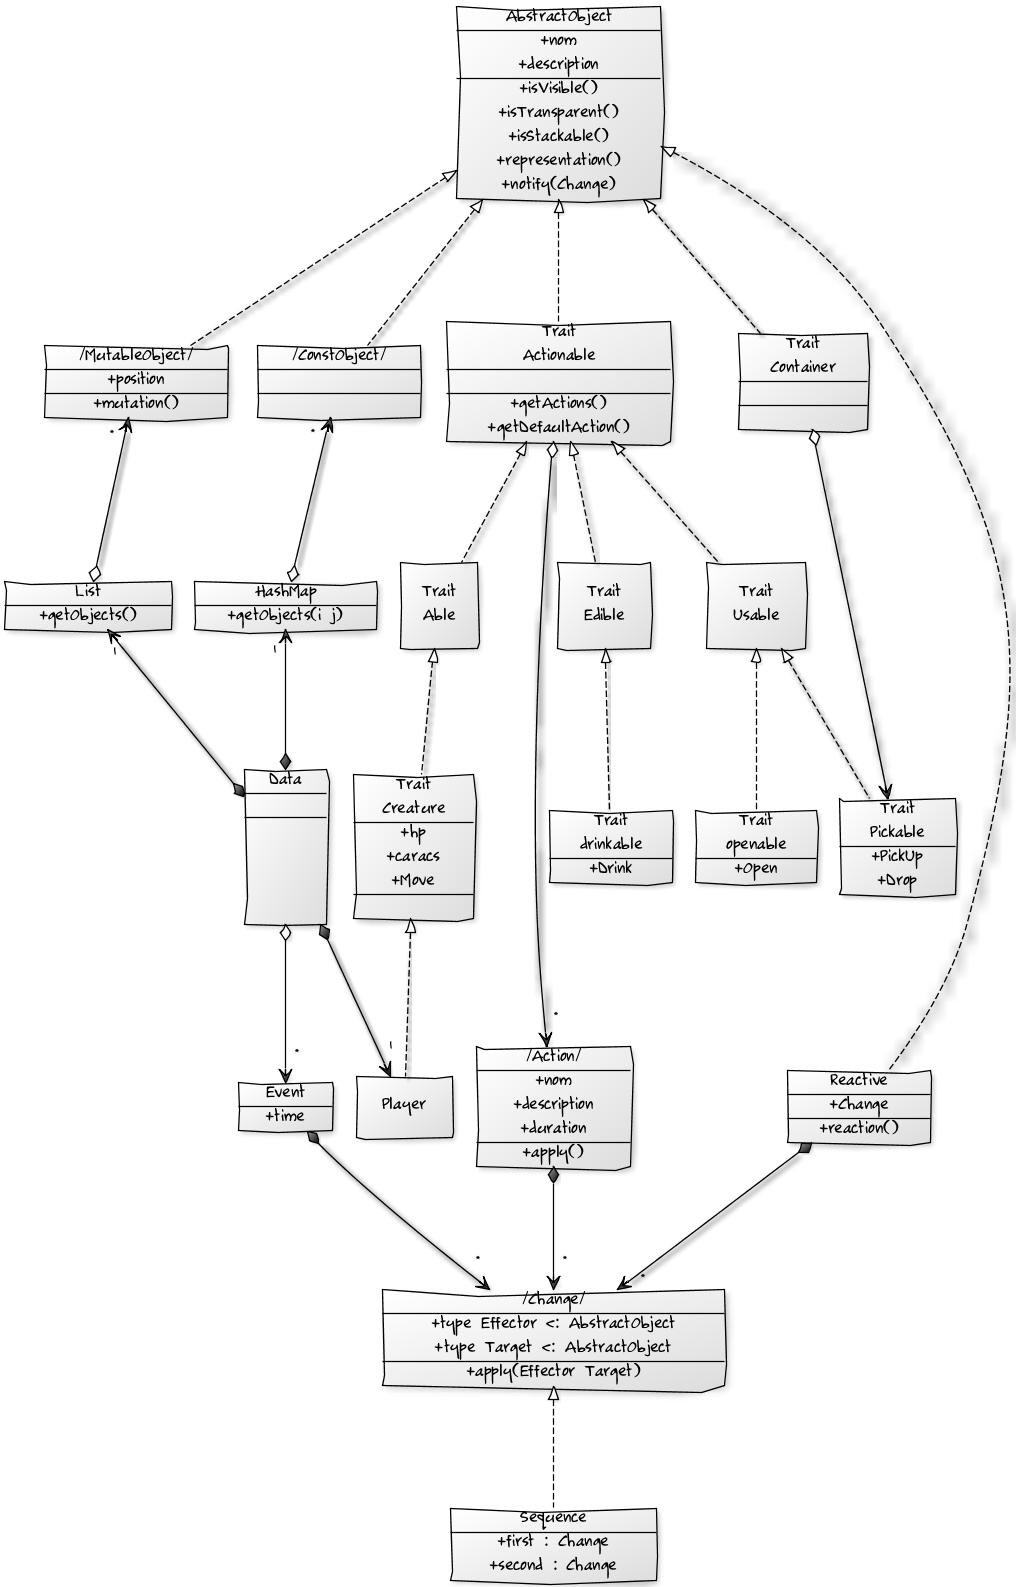 AbstractObject
+nom
+description
+isVisible()
+isTransparent()
+isStackable()
+representation()
+notify(Change)
/MutableObject/
+position
+mutation()
/ConstObject/
Trait
Actionable
+getActions()
+getDefaultAction()
Trait
Container
*
*
List
+getObjects()
HashMap
+getObjects(i j)
Trait
Able
Trait
Edible
Trait
Usable
1
1
Data
Trait
Creature
+hp
+caracs
+Move
Trait
drinkable
+Drink
Trait
openable
+Open
Trait
Pickable
+PickUp
+Drop
*
1
*
Event
+time
Player
/Action/
+nom
+description
+duration
+apply()
Reactive
+Change
+reaction()
*
*
*
/Change/
+type Effector <: AbstractObject
+type Target <: AbstractObject
+apply(Effector Target)
Sequence
+first : Change
+second : Change